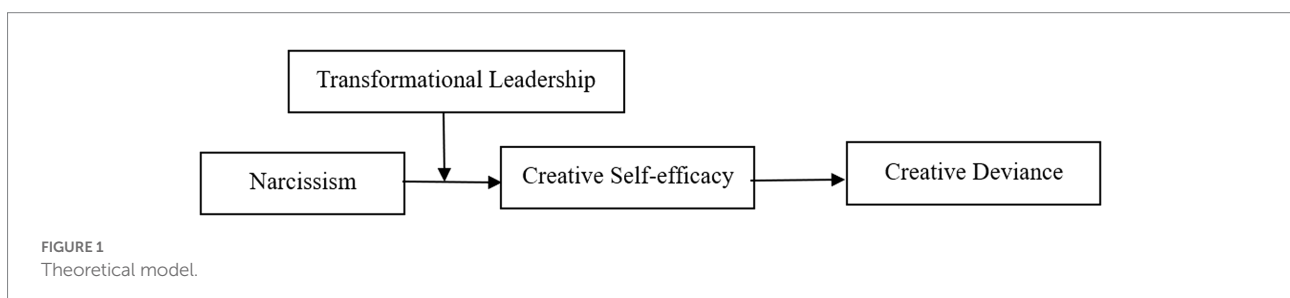 Transformational Leadership
Narcissism
Creative Self-efficacy
Creative Deviance
FIGURE 1
Theoretical model.